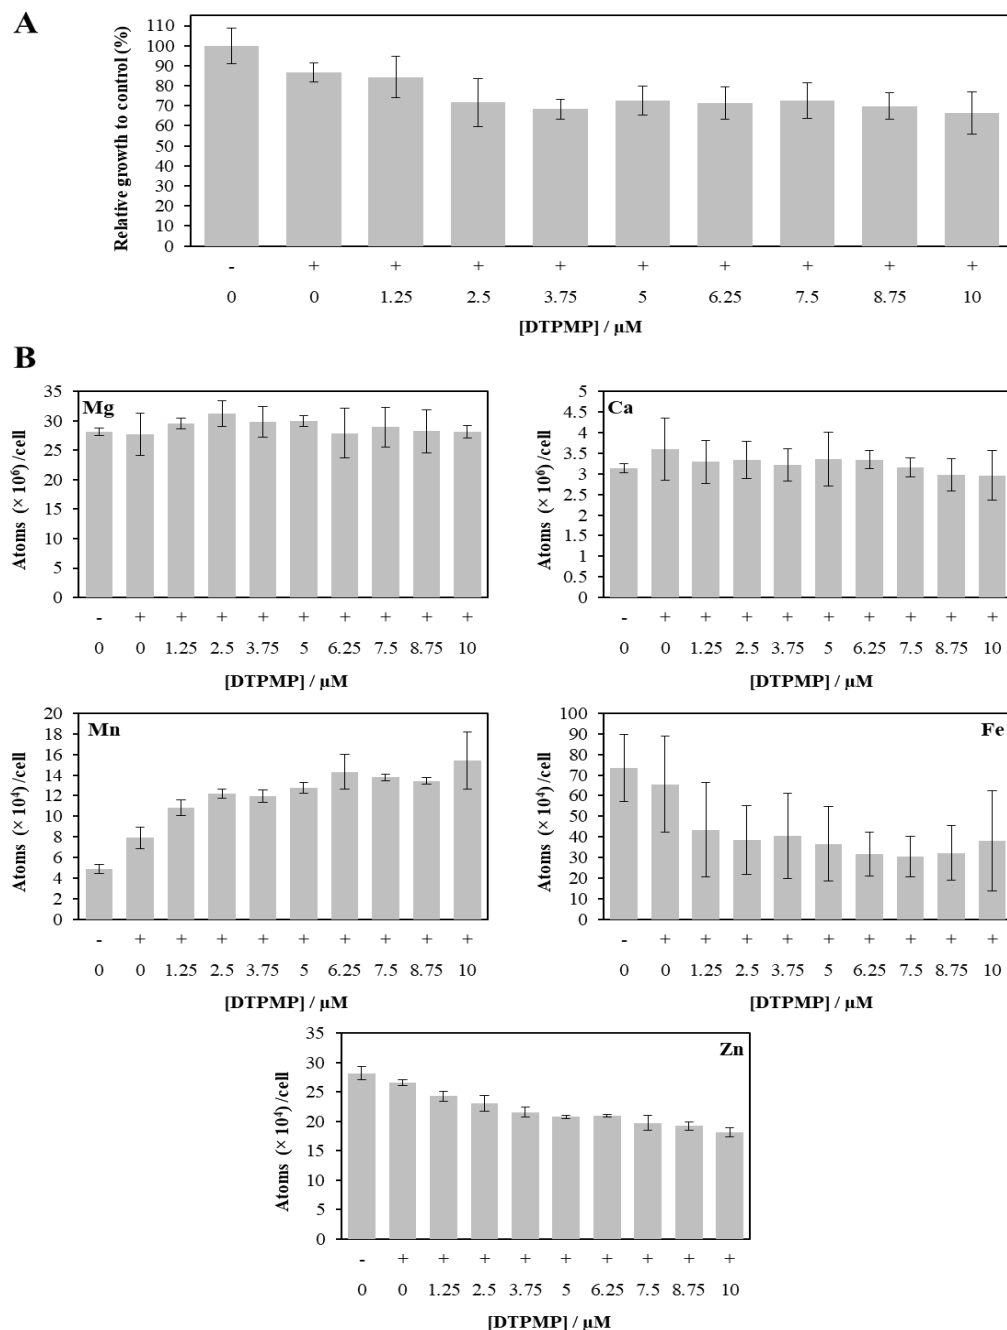 A
Relative growth to control (%)
110
100
90
80
70
60
50
40
30
20
10
0
- + + + + + + + + +
0 0 1.25 2.5 3.75 5 6.25 7.5 8.75 10
[DTPMP] / µM
B
Mg
Atoms (× 10⁶) /cell
35
30
25
20
15
10
5
0
- + + + + + + + + +
0 0 1.25 2.5 3.75 5 6.25 7.5 8.75 10
[DTPMP] / µM
Ca
Atoms (× 10⁶) /cell
5
4.5
4
3.5
3
2.5
2
1.5
1
0.5
0
- + + + + + + + + +
0 0 1.25 2.5 3.75 5 6.25 7.5 8.75 10
[DTPMP] / µM
Mn
Atoms (× 10⁴) /cell
20
18
16
14
12
10
8
6
4
2
0
- + + + + + + + + +
0 0 1.25 2.5 3.75 5 6.25 7.5 8.75 10
[DTPMP] / µM
Fe
Atoms (× 10⁴) /cell
100
90
80
70
60
50
40
30
20
10
0
- + + + + + + + + +
0 0 1.25 2.5 3.75 5 6.25 7.5 8.75 10
[DTPMP] / µM
Zn
Atoms (× 10⁴) /cell
35
30
25
20
15
10
5
0
- + + + + + + + + +
0 0 1.25 2.5 3.75 5 6.25 7.5 8.75 10
[DTPMP] / µM